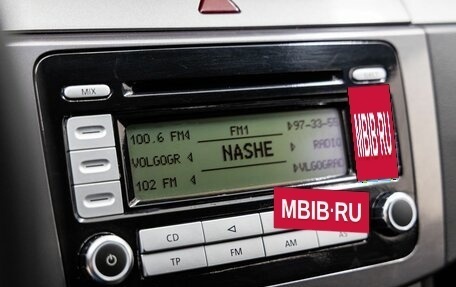 MIX
100.6 FM
FM1
97-33-55
VOLGOGR
NASHE
RADIO
102 FM
VLGOGRAD
MBIB.RU
MBIB·RU
CD
TP
FM
AM
AS